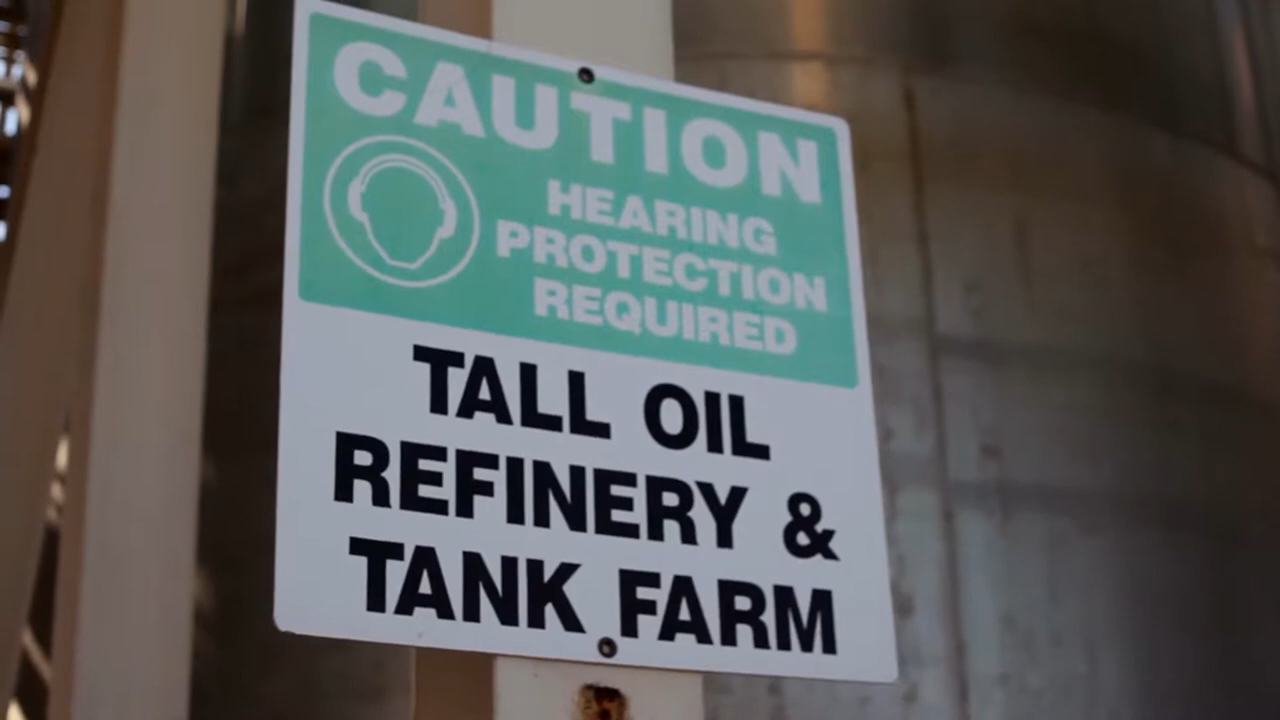 CAUTION
HEARING
PROTECTION
REQUIRED
TALL OIL
REFINERY &
TANK FARM